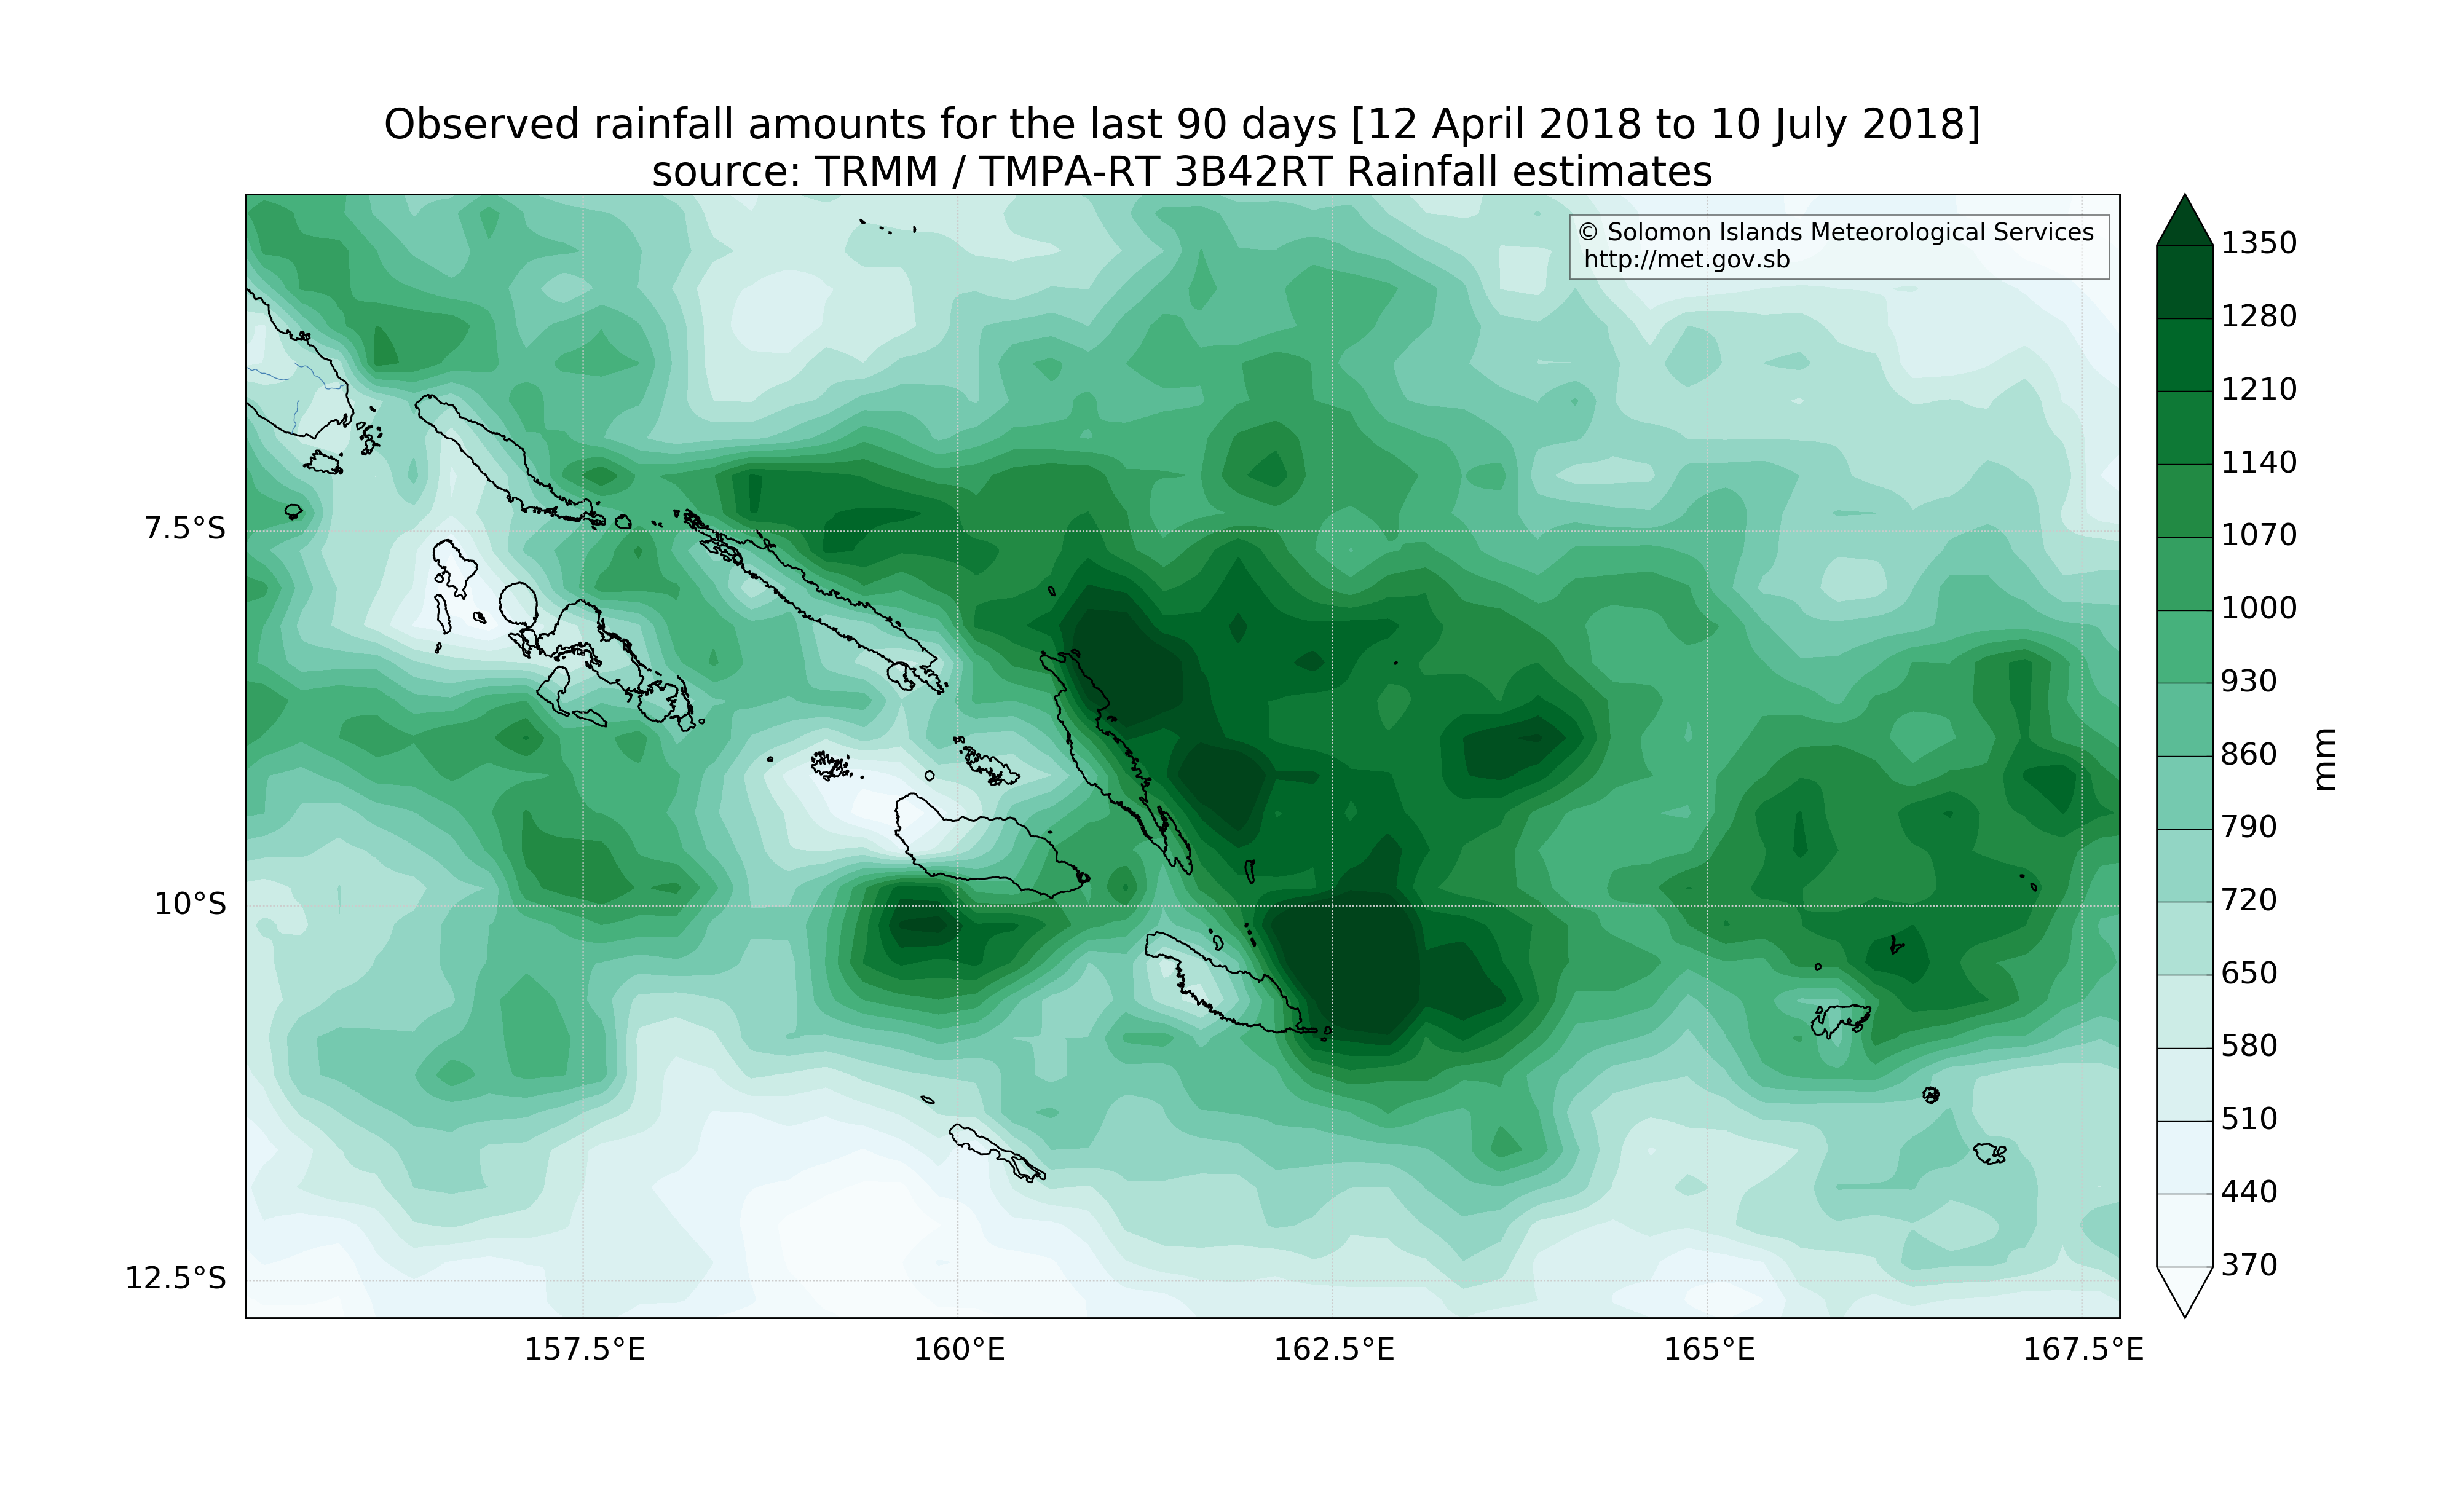 Observed rainfall amounts for the last 90 days [12 April 2018 to 10 July 2018]
source: TRMM / TMPA-RT 3B42RT Rainfall estimates
© Solomon Islands Meteorological Services
http://met.gov.sb
7.5°S
10°S
12.5°S
157.5°E
160°E
162.5°E
165°E
167.5°E
1350
1280
1210
1140
1070
1000
930
860
790
720
650
580
510
440
370
mm